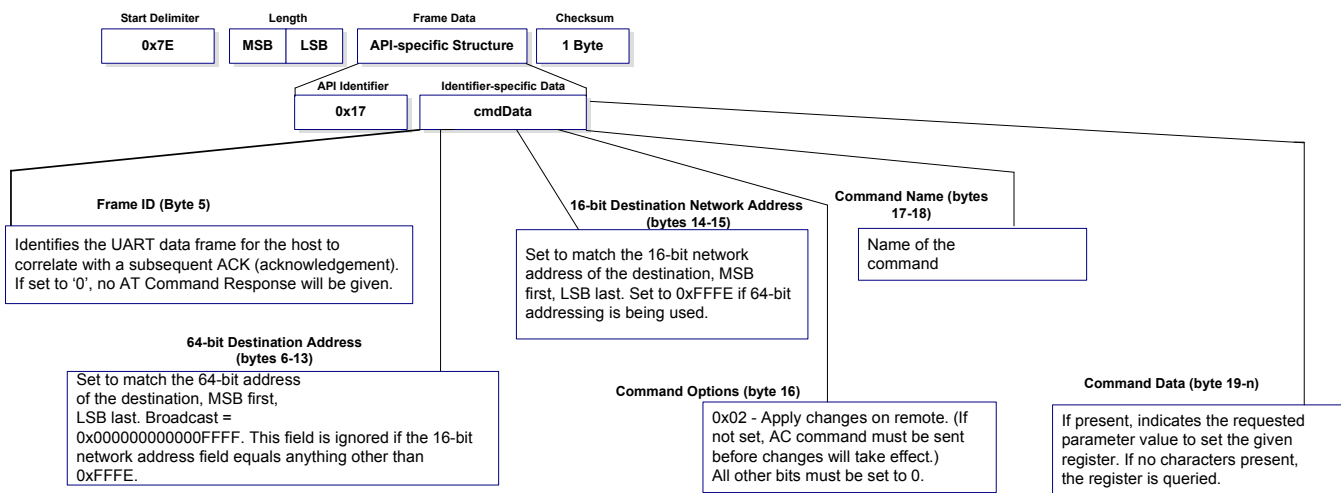 Start Delimiter Length Frame Data Checksum
0x7E MSB LSB API-specific Structure 1 Byte
API Identifier Identifier-specific Data
0x17 cmdData
Frame ID (Byte 5)
Identifies the UART data frame for the host to
correlate with a subsequent ACK (acknowledgement).
If set to ‘0’, no AT Command Response will be given.
64-bit Destination Address
(bytes 6-13)
Set to match the 64-bit address
of the destination, MSB first,
LSB last. Broadcast =
0x000000000000FFFF. This field is ignored if the 16-bit
network address field equals anything other than
0xFFFE.
16-bit Destination Network Address
(bytes 14-15)
Set to match the 16-bit network
address of the destination, MSB
first, LSB last. Set to 0xFFFE if 64-bit
addressing is being used.
Command Options (byte 16)
0x02 - Apply changes on remote. (If
not set, AC command must be sent
before changes will take effect.)
All other bits must be set to 0.
Command Name (bytes
17-18)
Name of the
command
Command Data (byte 19-n)
If present, indicates the requested
parameter value to set the given
register. If no characters present,
the register is queried.